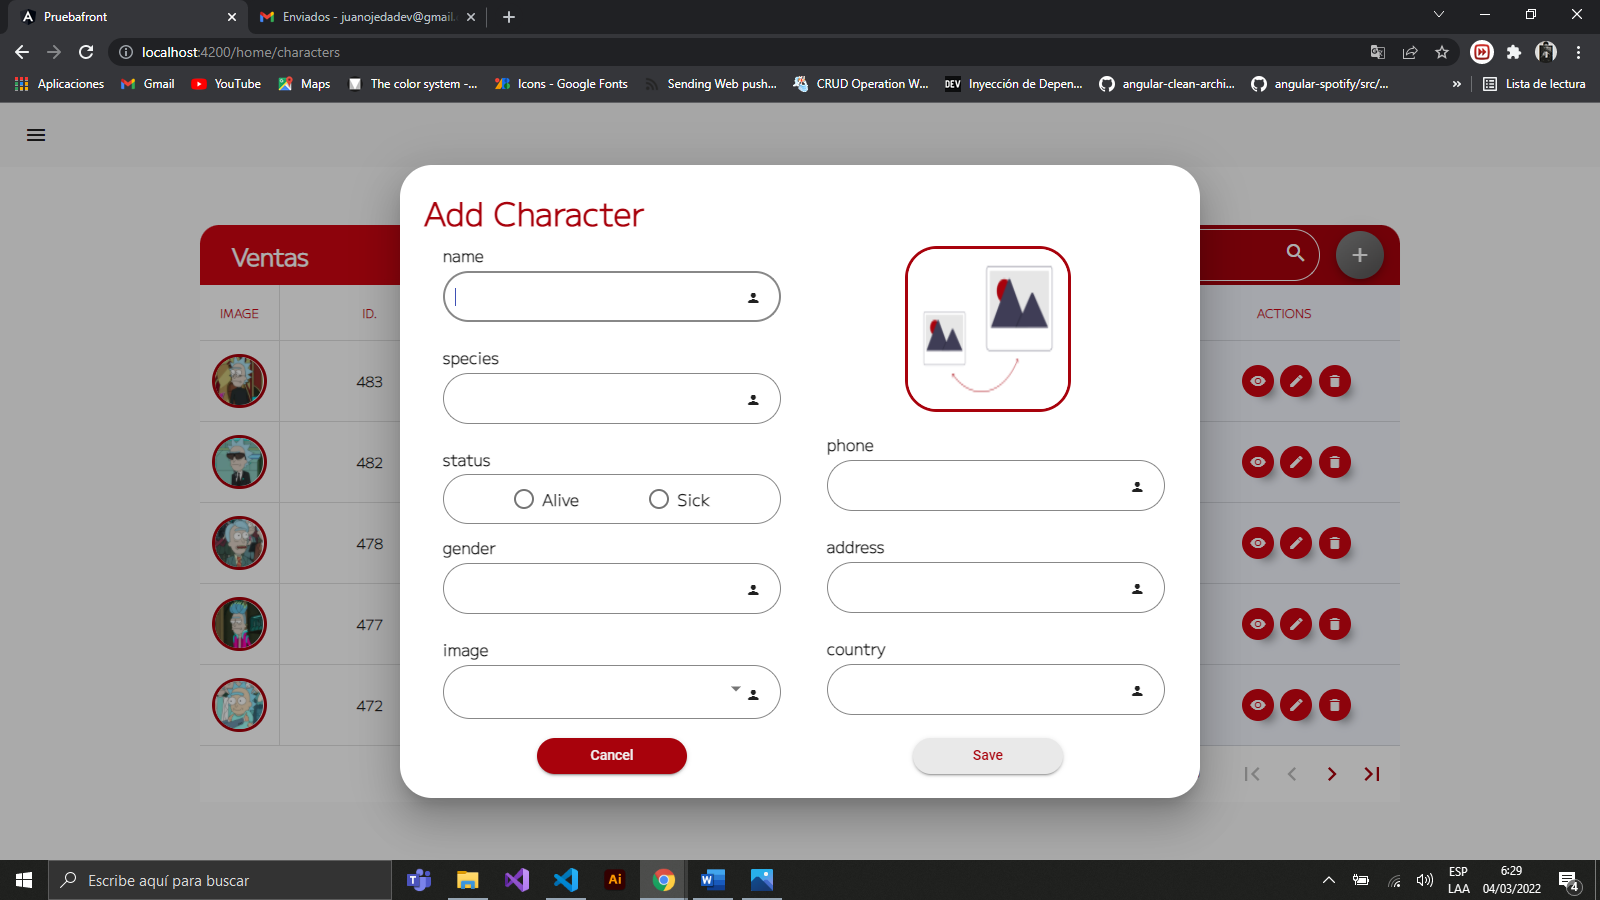 Pruebafront
Enviados - juanojedadev@gmail.
localhost:4200/home/characters
Aplicaciones
Gmail
YouTube
Maps
The color system -...
Icons - Google Fonts
Sending Web push...
CRUD Operation W...
DEV Inyección de Depen...
angular-clean-archi...
angular-spotify/src/...
»
Lista de lectura
Ventas
IMAGE
ID.
ACTIONS
483
482
478
477
472
Add Character
name
species
status
Alive
Sick
gender
image
phone
address
country
Cancel
Save
Escribe aquí para buscar
Ai
ESP
LAA
6:29
04/03/2022
4